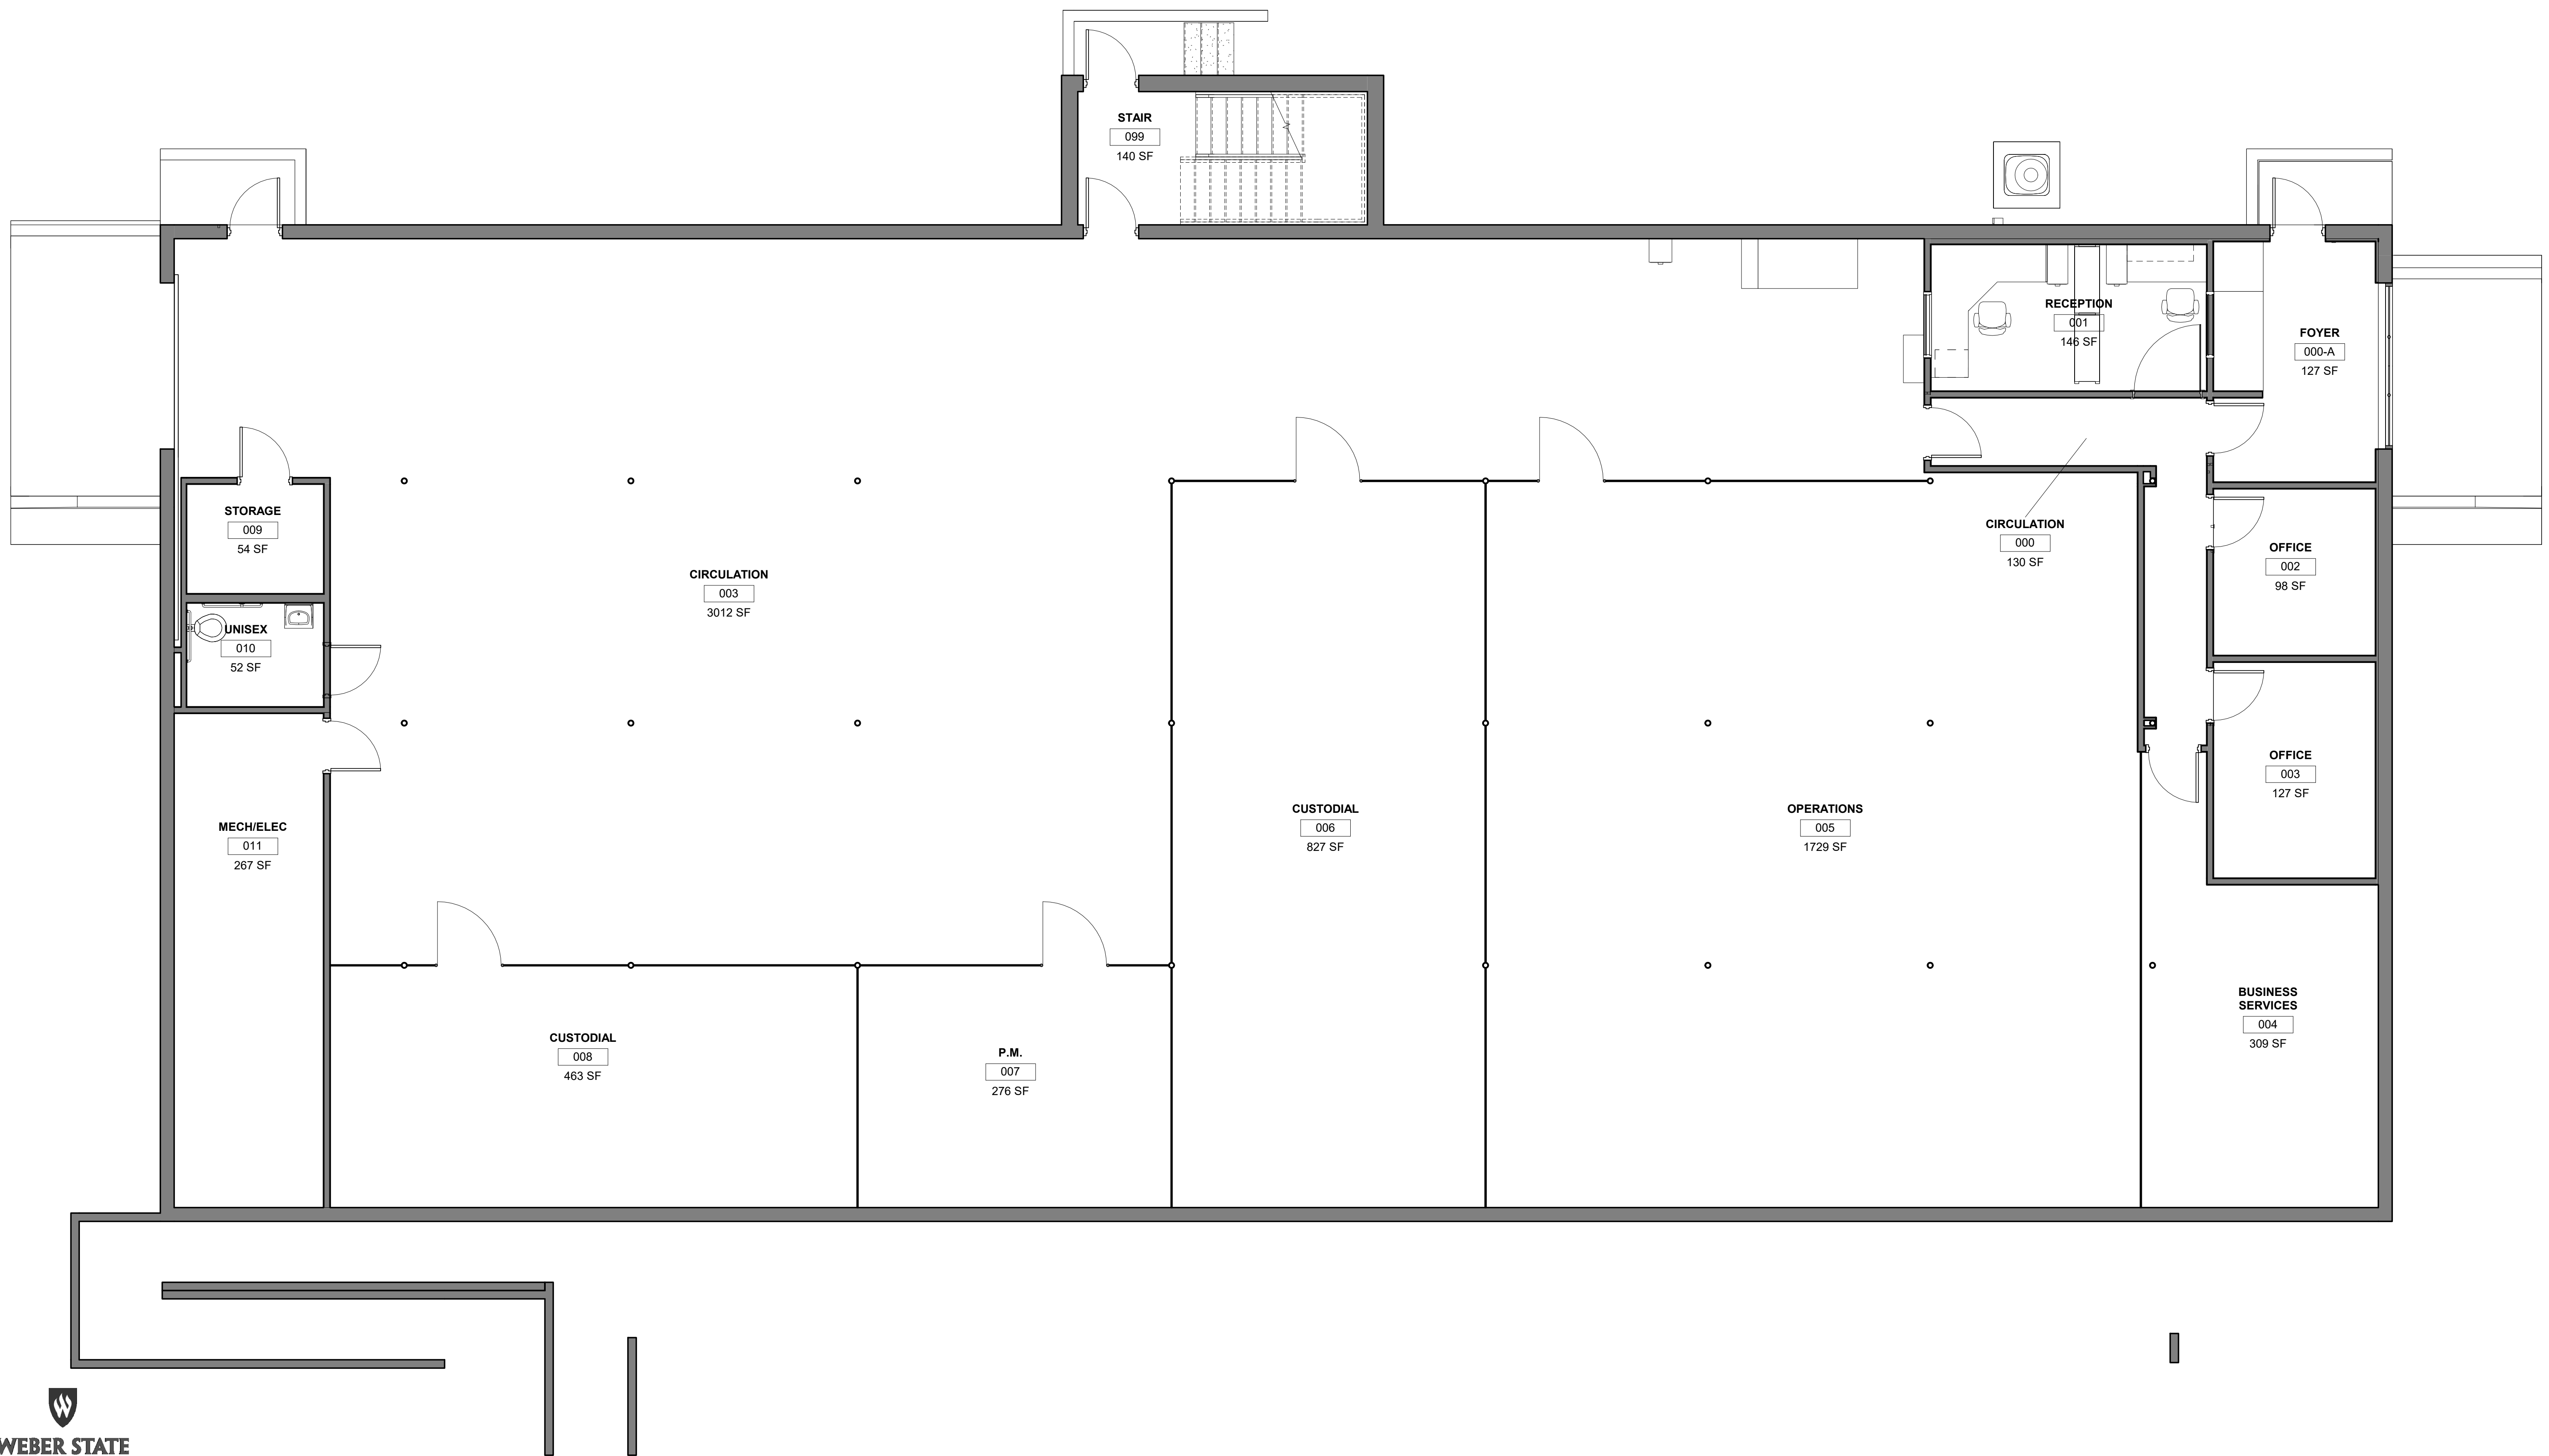 STAIR
099
140 SF
RECEPTION
001
146 SF
FOYER
000-A
127 SF
STORAGE
009
54 SF
CIRCULATION
003
3012 SF
CIRCULATION
000
130 SF
OFFICE
002
98 SF
UNISEX
010
52 SF
OFFICE
003
127 SF
MECH/ELEC
011
267 SF
CUSTODIAL
006
827 SF
OPERATIONS
005
1729 SF
BUSINESS
SERVICES
004
309 SF
CUSTODIAL
008
463 SF
P.M.
007
276 SF
W
WEBER STATE